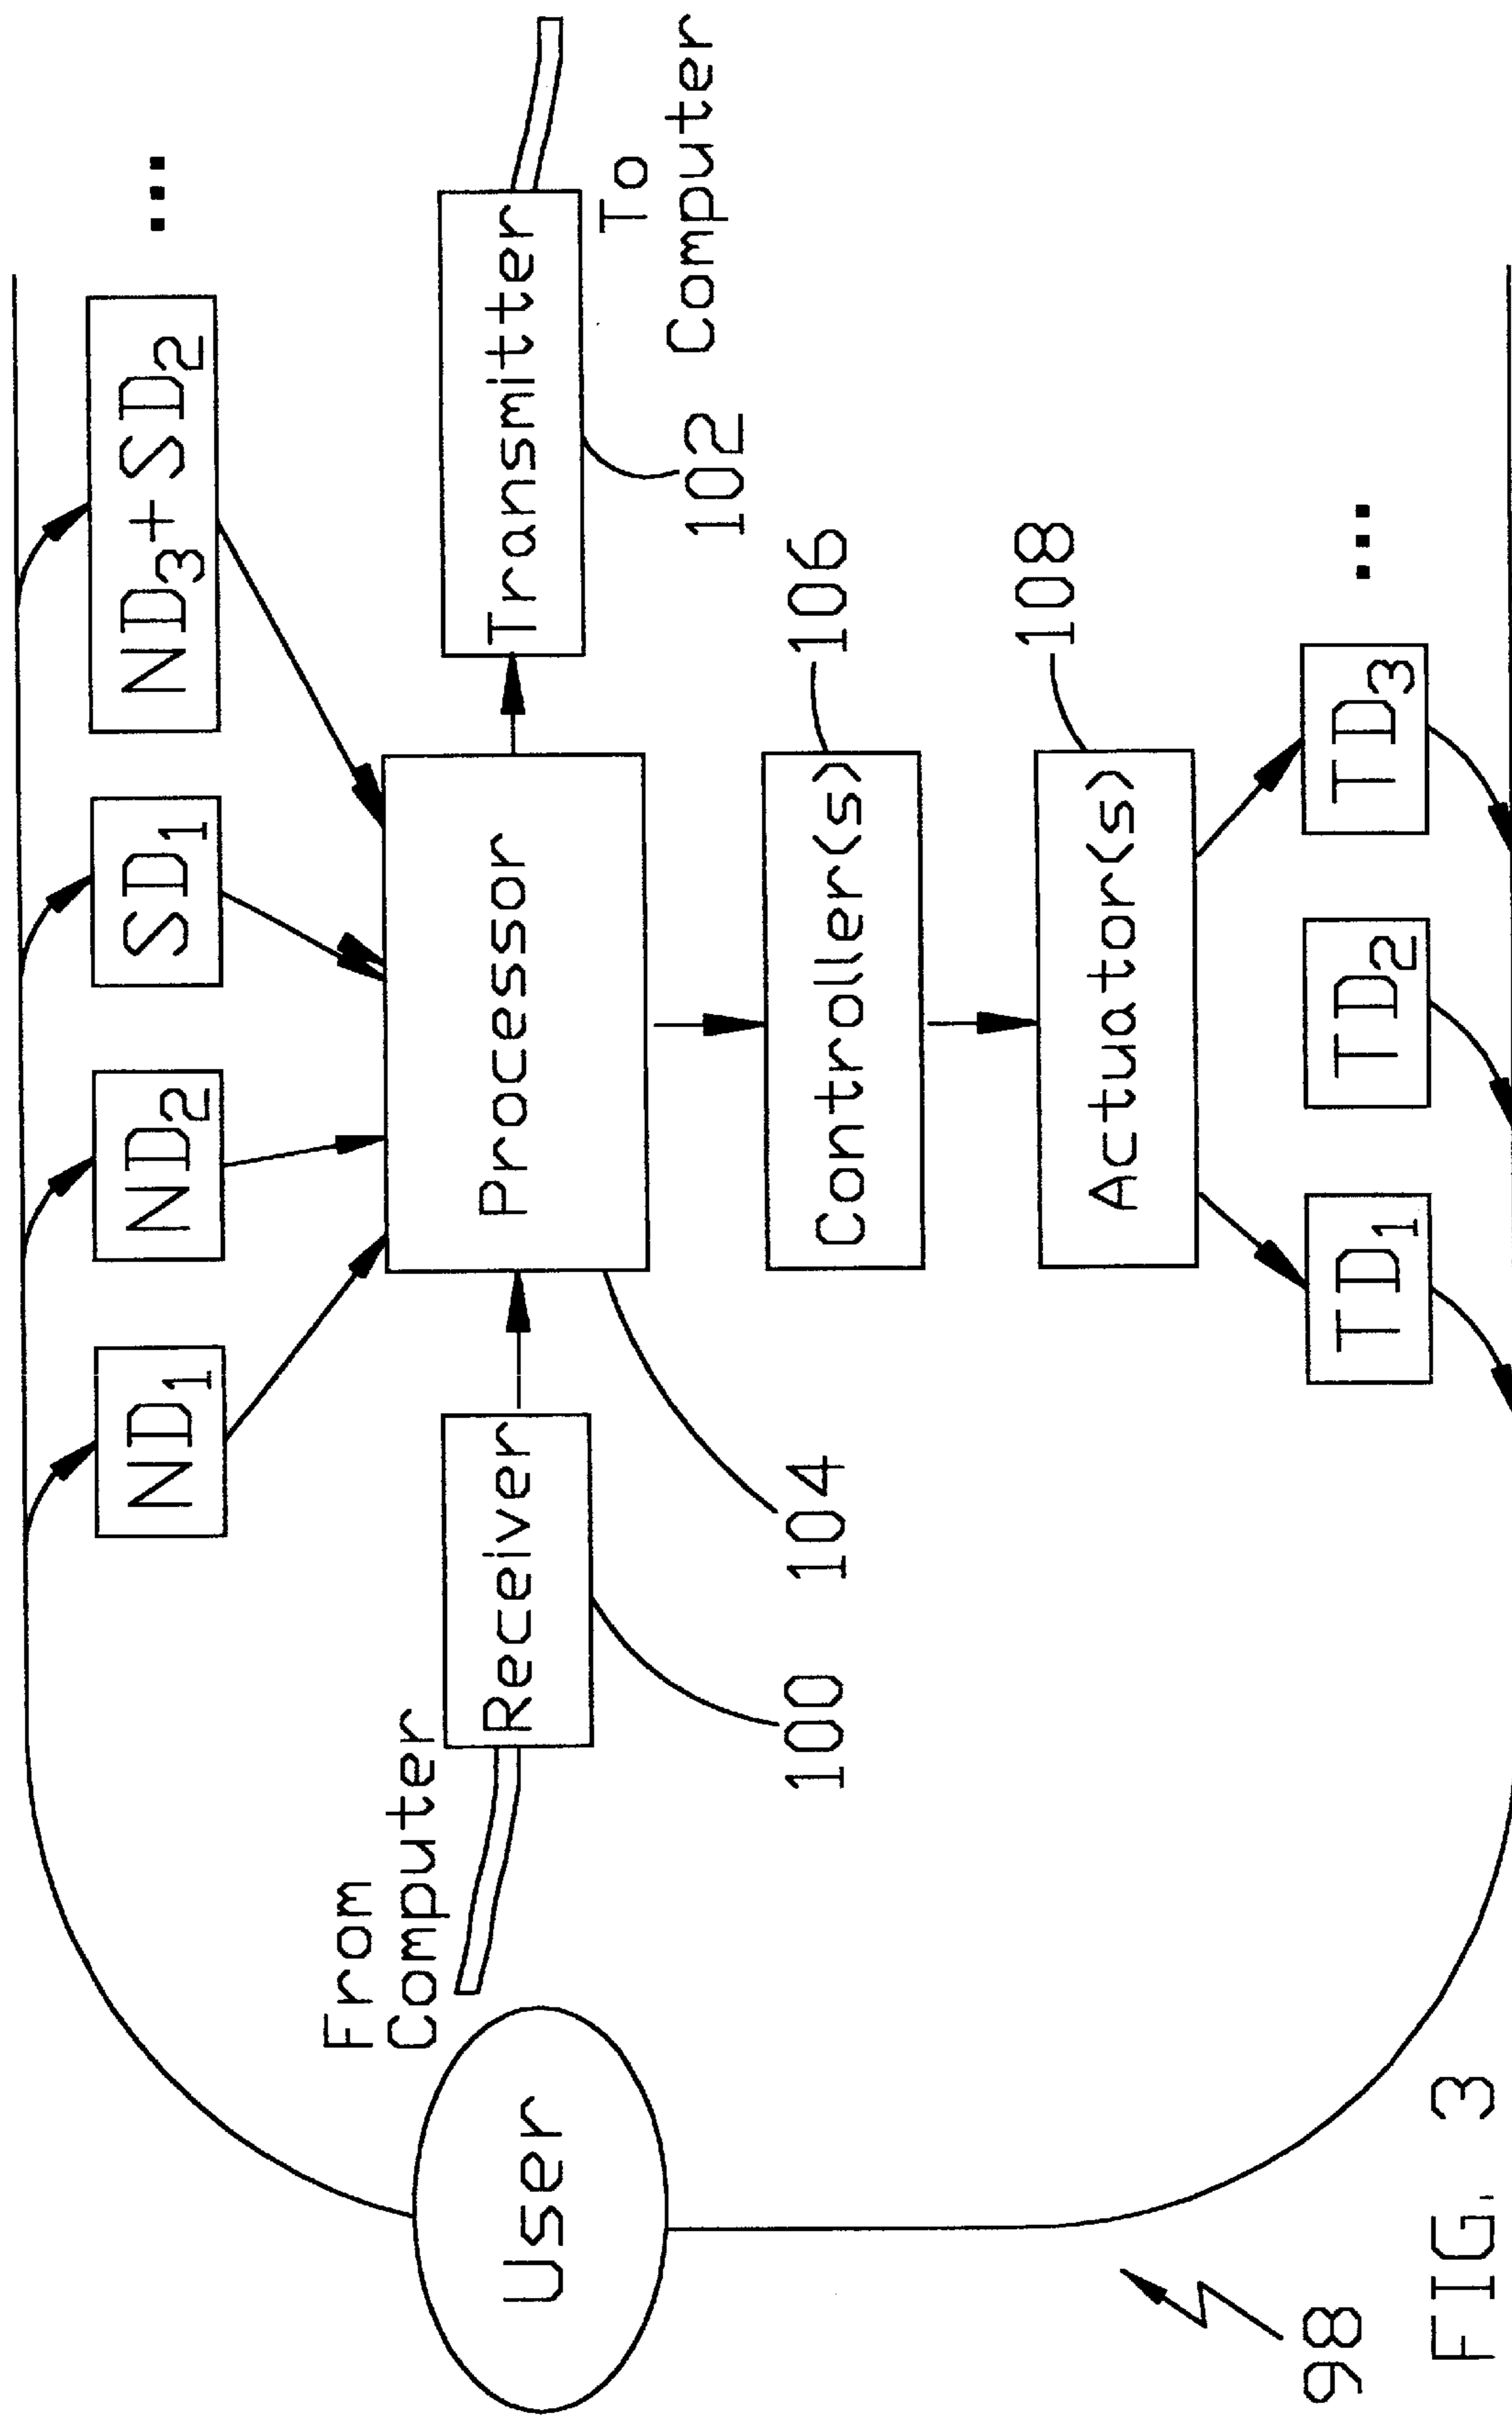 ND1
ND2
SD1
ND3+SD2
...
From
Computer
User
Receiver
Processor
Transmitter
To
Computer
100
104
106
102
Controller(s)
108
Actuator(s)
TD1
TD2
TD3
...
98
FIG. 3